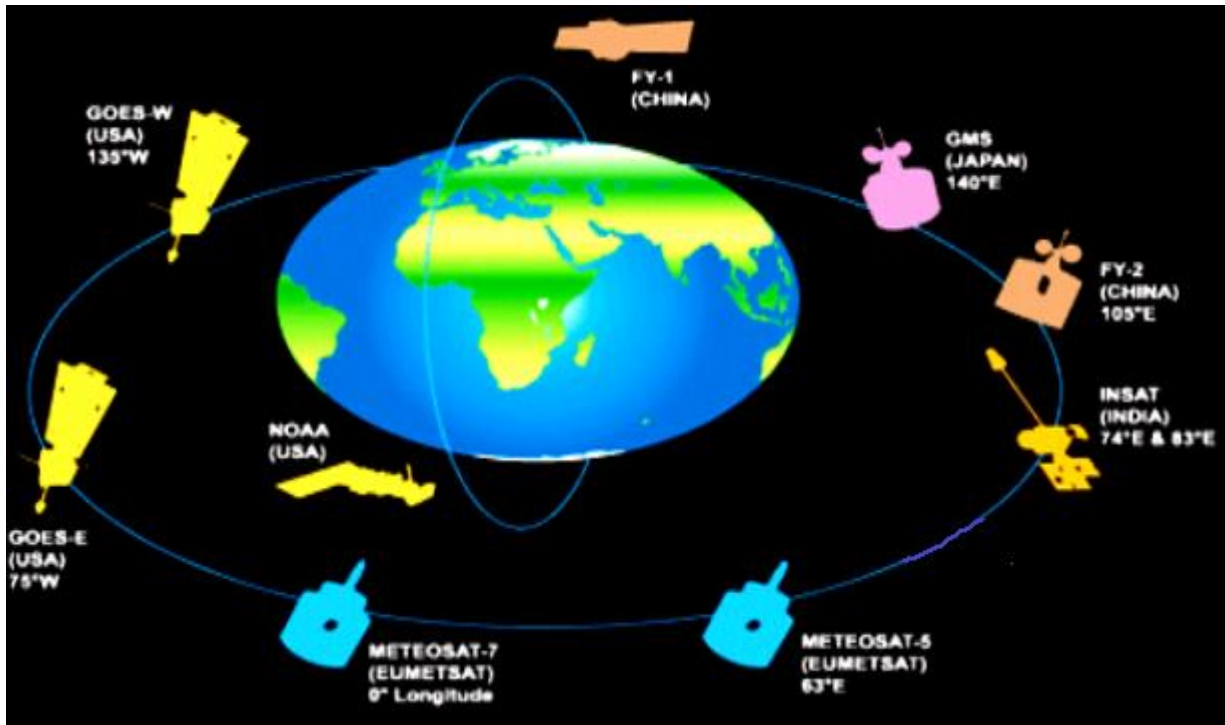 FY-1
(CHINA)
GOES-W
(USA)
135°W
GMS
(JAPAN)
140°E
FY-2
(CHINA)
105°E
INSAT
(INDIA)
74°E & 83°E
NOAA
(USA)
GOES-E
(USA)
75°W
METEOSAT-7
(EUMETSAT)
0° Longitude
METEOSAT-5
(EUMETSAT)
63°E